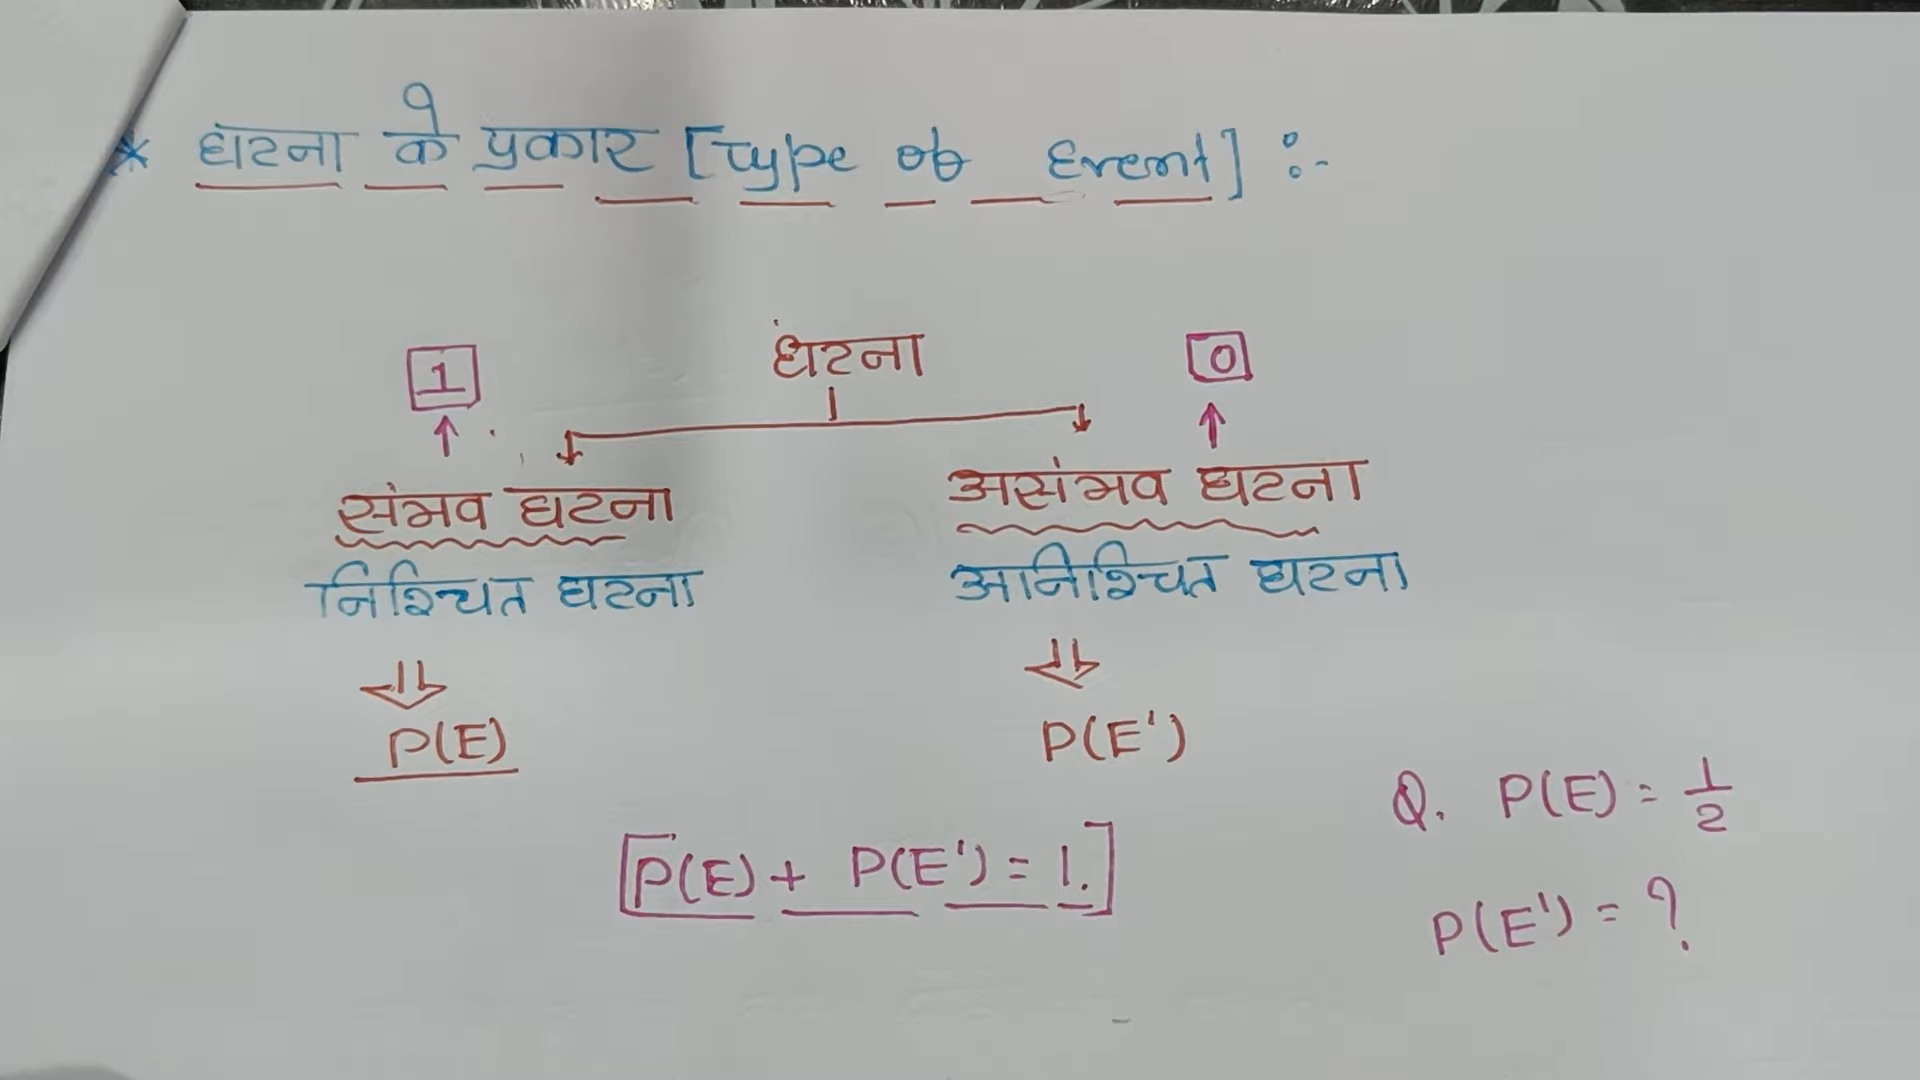 * घटना के प्रकार [Type of Event] :-
घटना
1
0
संभव घटना
असंभव घटना
निश्चित घटना
अनिश्चित घटना
P(E)
P(E')
[P(E) + P(E') = 1.]
Q. P(E) = 1/2
P(E') = ?